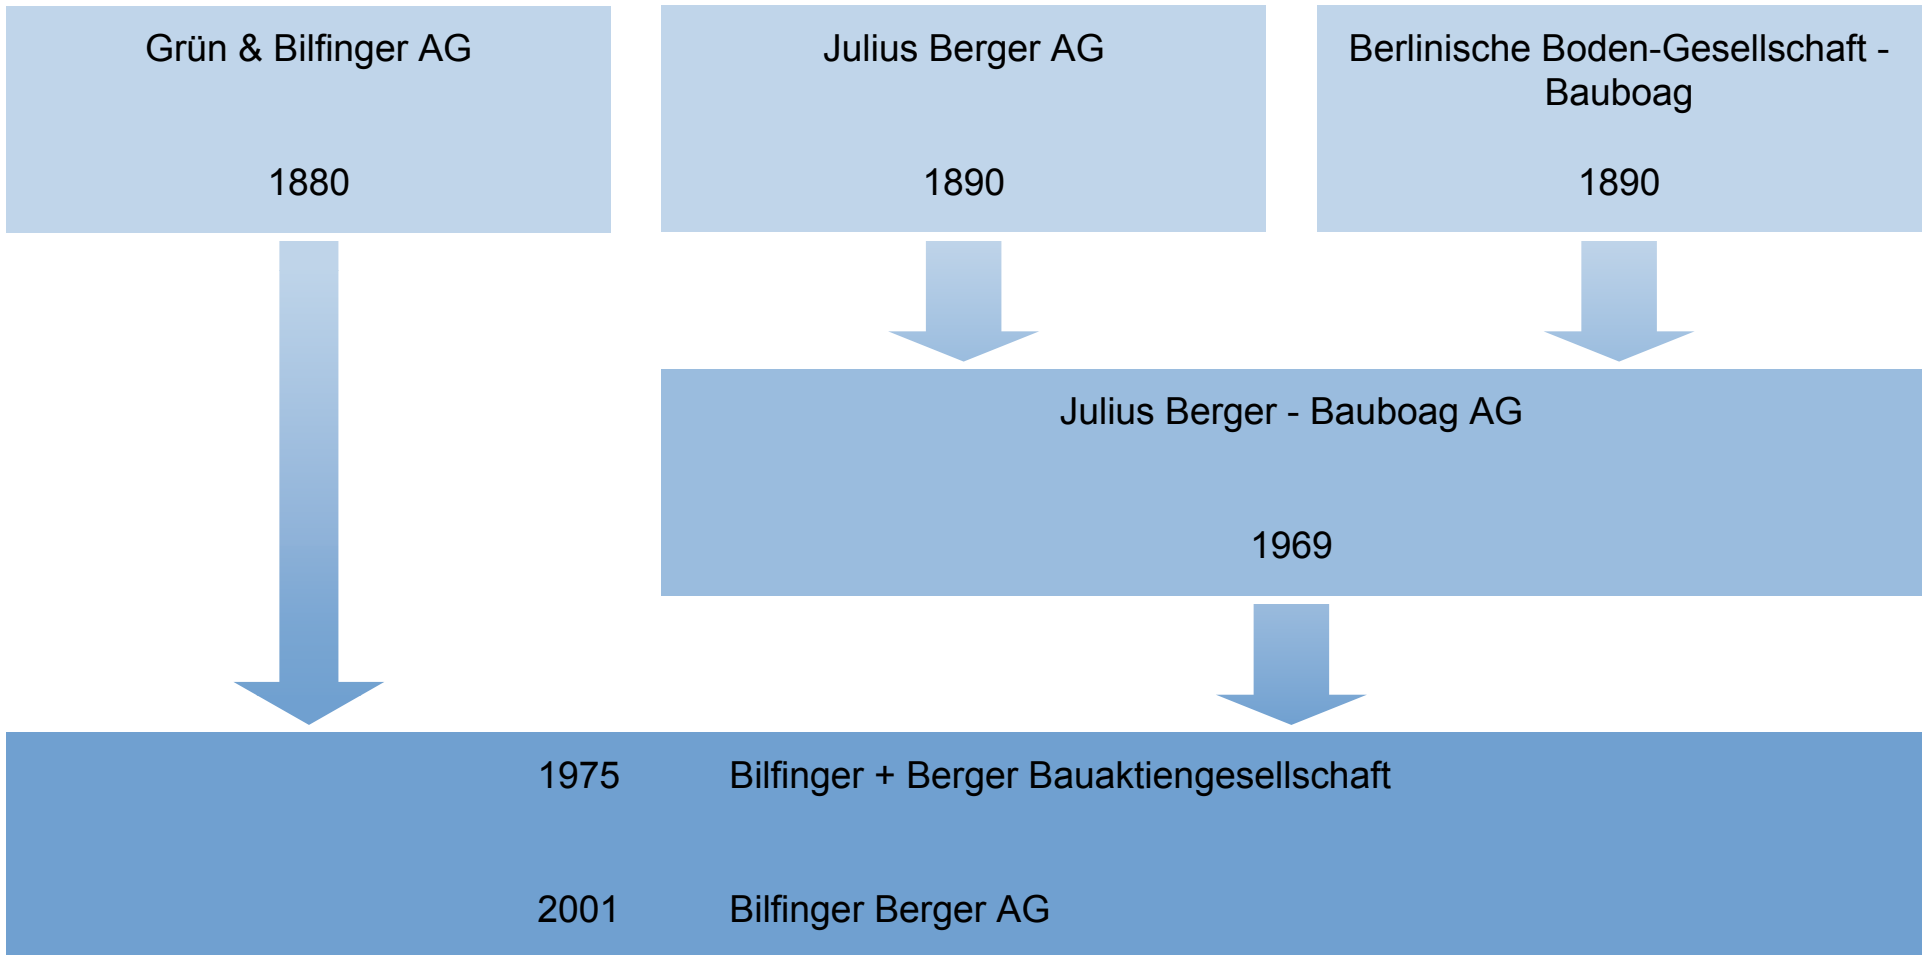 Grün & Bilfinger AG
1880
Julius Berger AG
1890
Berlinische Boden-Gesellschaft -
Bauboag
1890
Julius Berger - Bauboag AG
1969
1975 Bilfinger + Berger Bauaktiengesellschaft
2001 Bilfinger Berger AG